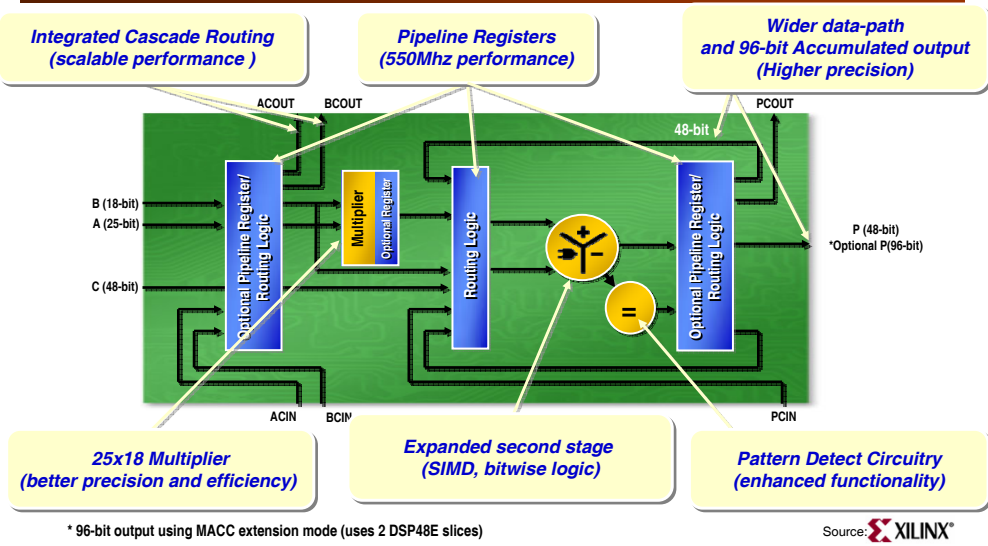 Integrated Cascade Routing
(scalable performance )
Pipeline Registers
(550Mhz performance)
Wider data-path
and 96-bit Accumulated output
(Higher precision)
ACOUT
BCOUT
PCOUT
48-bit
B (18-bit)
A (25-bit)
C (48-bit)
Optional Pipeline Register/
Routing Logic
Multiplier
Optional Register
Routing Logic
+
−
=
Optional Pipeline Register/
Routing Logic
P (48-bit)
*Optional P(96-bit)
ACIN
BCIN
PCIN
25x18 Multiplier
(better precision and efficiency)
Expanded second stage
(SIMD, bitwise logic)
Pattern Detect Circuitry
(enhanced functionality)
* 96-bit output using MACC extension mode (uses 2 DSP48E slices)
Source: XILINX®